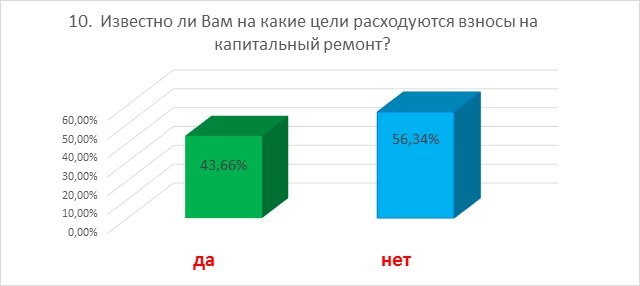 10. Известно ли Вам на какие цели расходуются взносы на
капитальный ремонт?
60,00%
50,00%
40,00%
30,00%
20,00%
10,00%
0,00%
43,66%
56,34%
да
нет